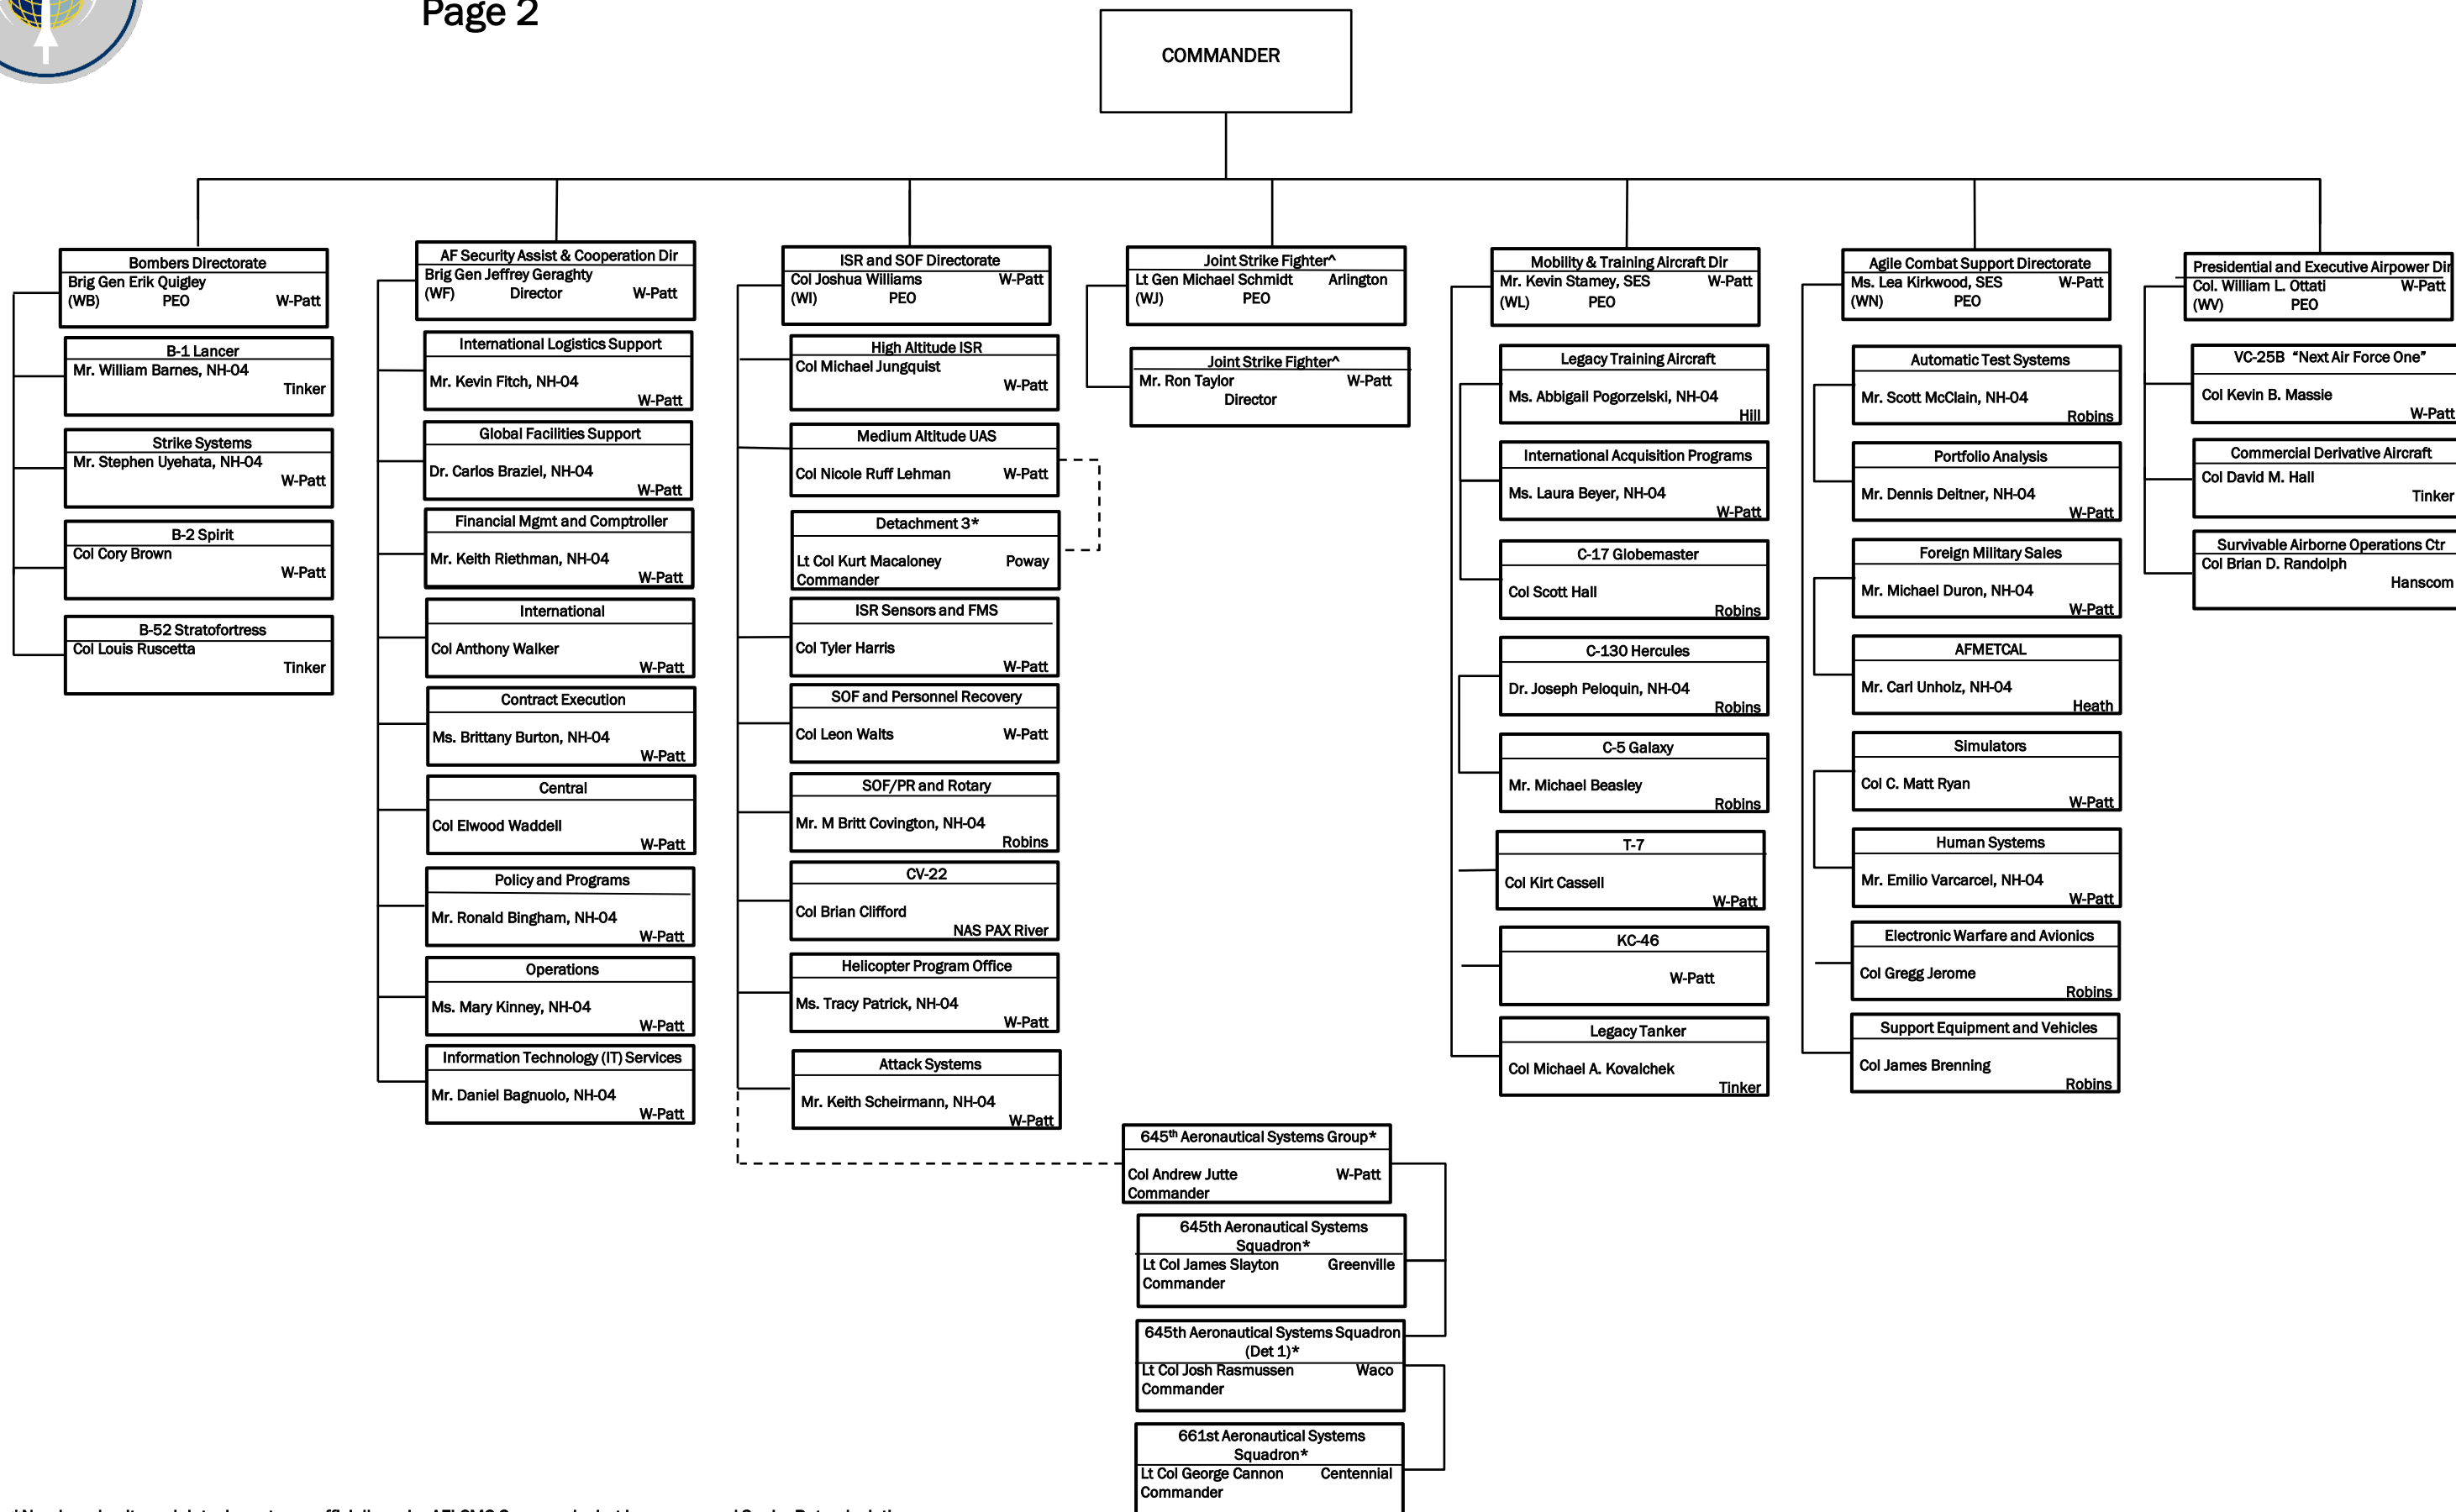 Page 2
COMMANDER
Bombers Directorate
Brig Gen Erik Quigley
(WB) PEO W-Patt
B-1 Lancer
Mr. William Barnes, NH-04
Tinker
Strike Systems
Mr. Stephen Uyehata, NH-04
W-Patt
B-2 Spirit
Col Cory Brown
W-Patt
B-52 Stratofortress
Col Louis Ruscetta
Tinker
AF Security Assist & Cooperation Dir
Brig Gen Jeffrey Geraghty
(WF) Director W-Patt
International Logistics Support
Mr. Kevin Fitch, NH-04
W-Patt
Global Facilities Support
Dr. Carlos Braziel, NH-04
W-Patt
Financial Mgmt and Comptroller
Mr. Keith Riethman, NH-04
W-Patt
International
Col Anthony Walker
W-Patt
Contract Execution
Ms. Brittany Burton, NH-04
W-Patt
Central
Col Elwood Waddell
W-Patt
Policy and Programs
Mr. Ronald Bingham, NH-04
W-Patt
Operations
Ms. Mary Kinney, NH-04
W-Patt
Information Technology (IT) Services
Mr. Daniel Bagnuolo, NH-04
W-Patt
ISR and SOF Directorate
Col Joshua Williams W-Patt
(WI) PEO
High Altitude ISR
Col Michael Jungquist
W-Patt
Medium Altitude UAS
Col Nicole Ruff Lehman W-Patt
Detachment 3*
Lt Col Kurt Macaloney Poway
Commander
ISR Sensors and FMS
Col Tyler Harris
W-Patt
SOF and Personnel Recovery
Col Leon Waits W-Patt
SOF/PR and Rotary
Mr. M Britt Covington, NH-04
Robins
CV-22
Col Brian Clifford
NAS PAX River
Helicopter Program Office
Ms. Tracy Patrick, NH-04
W-Patt
Attack Systems
Mr. Keith Scheirmann, NH-04
W-Patt
Joint Strike Fighter^
Lt Gen Michael Schmidt Arlington
(WJ) PEO
Joint Strike Fighter^
Mr. Ron Taylor W-Patt
Director
645th Aeronautical Systems Group*
Col Andrew Jutte W-Patt
Commander
645th Aeronautical Systems
Squadron*
Lt Col James Slayton Greenville
Commander
645th Aeronautical Systems Squadron
(Det 1)*
Lt Col Josh Rasmussen Waco
Commander
661st Aeronautical Systems
Squadron*
Lt Col George Cannon Centennial
Commander
Mobility & Training Aircraft Dir
Mr. Kevin Stamey, SES W-Patt
(WL) PEO
Legacy Training Aircraft
Ms. Abbigail Pogorzelski, NH-04
Hill
International Acquisition Programs
Ms. Laura Beyer, NH-04
W-Patt
C-17 Globemaster
Col Scott Hall
Robins
C-130 Hercules
Dr. Joseph Peloquin, NH-04
Robins
C-5 Galaxy
Mr. Michael Beasley
Robins
T-7
Col Kirt Cassell
W-Patt
KC-46
W-Patt
Legacy Tanker
Col Michael A. Kovalchek
Tinker
Agile Combat Support Directorate
Ms. Lea Kirkwood, SES W-Patt
(WN) PEO
Automatic Test Systems
Mr. Scott McClain, NH-04
Robins
Portfolio Analysis
Mr. Dennis Deitner, NH-04
W-Patt
Foreign Military Sales
Mr. Michael Duron, NH-04
W-Patt
AFMETCAL
Mr. Carl Unholz, NH-04
Heath
Simulators
Col C. Matt Ryan
W-Patt
Human Systems
Mr. Emilio Varcarcel, NH-04
W-Patt
Electronic Warfare and Avionics
Col Gregg Jerome
Robins
Support Equipment and Vehicles
Col James Brenning
Robins
Presidential and Executive Airpower Dir
Col. William L. Ottati W-Patt
(WV) PEO
VC-25B “Next Air Force One”
Col Kevin B. Massie
W-Patt
Commercial Derivative Aircraft
Col David M. Hall
Tinker
Survivable Airborne Operations Ctr
Col Brian D. Randolph
Hanscom